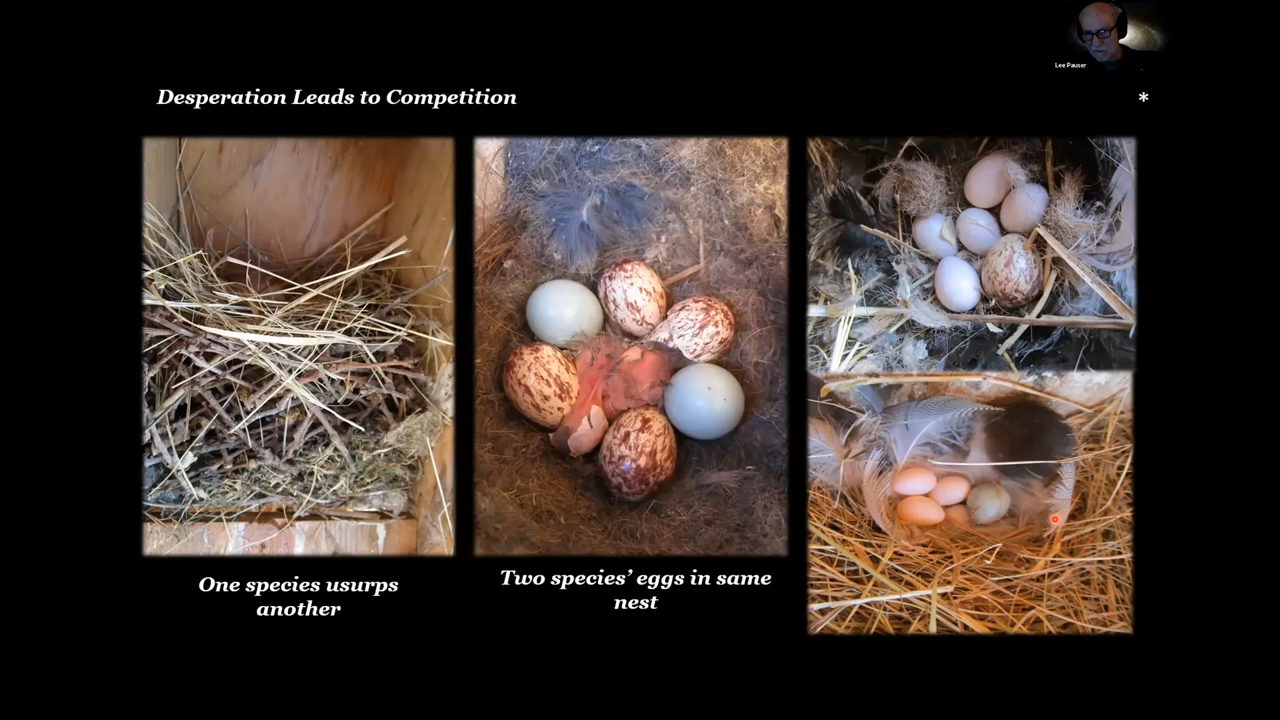 Lee Pauser
Desperation Leads to Competition
*
One species usurps
another
Two species’ eggs in same
nest